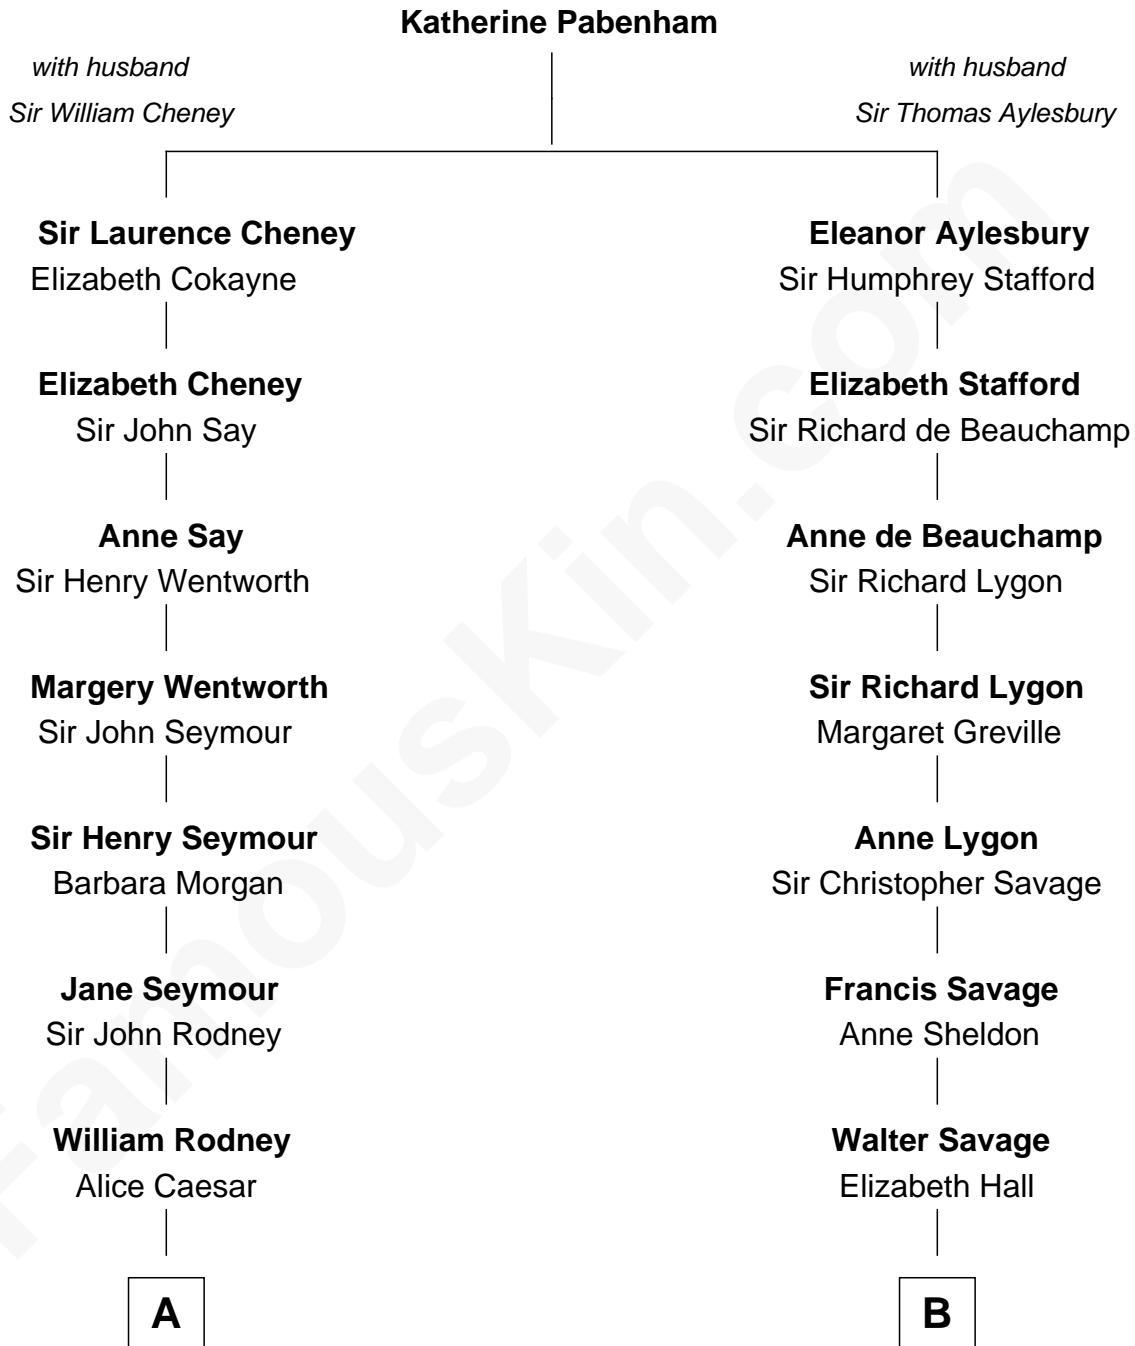 Katherine Pabenham
with husband
Sir William Cheney
with husband
Sir Thomas Aylesbury
Sir Laurence Cheney
Elizabeth Cokayne
Eleanor Aylesbury
Sir Humphrey Stafford
Elizabeth Cheney
Sir John Say
Elizabeth Stafford
Sir Richard de Beauchamp
Anne Say
Sir Henry Wentworth
Anne de Beauchamp
Sir Richard Lygon
Margery Wentworth
Sir John Seymour
Sir Richard Lygon
Margaret Greville
Sir Henry Seymour
Barbara Morgan
Anne Lygon
Sir Christopher Savage
Jane Seymour
Sir John Rodney
Francis Savage
Anne Sheldon
William Rodney
Alice Caesar
Walter Savage
Elizabeth Hall
A
B
FamousKin.com